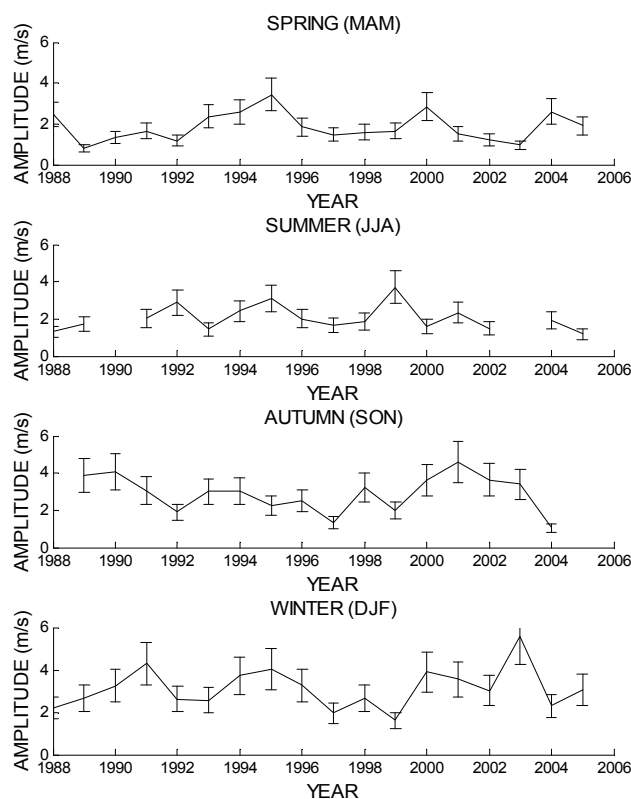 SPRING (MAM)
AMPLITUDE (m/s)
6
4
2
0
1988 1990 1992 1994 1996 1998 2000 2002 2004 2006
YEAR
SUMMER (JJA)
AMPLITUDE (m/s)
6
4
2
0
1988 1990 1992 1994 1996 1998 2000 2002 2004 2006
YEAR
AUTUMN (SON)
AMPLITUDE (m/s)
6
4
2
0
1988 1990 1992 1994 1996 1998 2000 2002 2004 2006
YEAR
WINTER (DJF)
AMPLITUDE (m/s)
6
4
2
0
1988 1990 1992 1994 1996 1998 2000 2002 2004 2006
YEAR